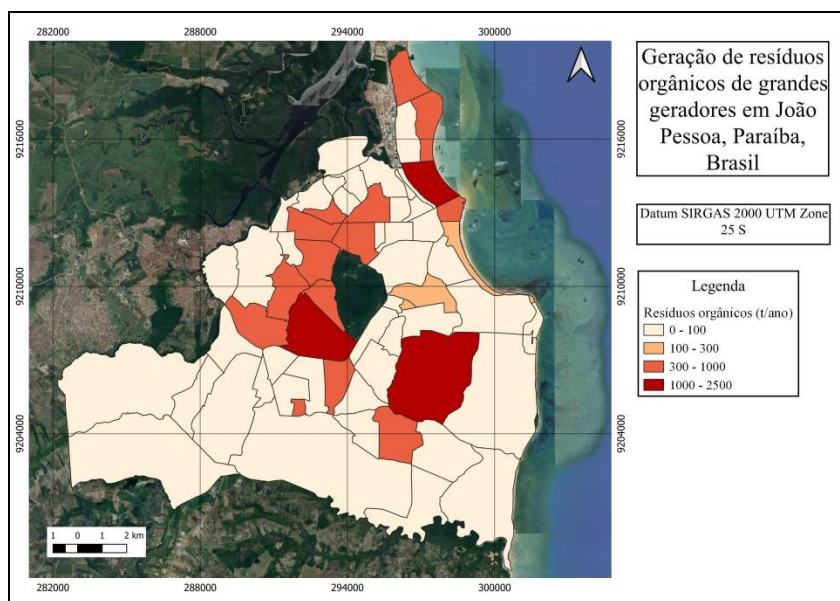 282000 288000 294000 300000
Geração de resíduos
orgânicos de grandes
geradores em João
Pessoa, Paraíba,
Brasil
9216000 9216000
Datum SIRGAS 2000 UTM Zone
25 S
9210000 9210000
Legenda
Resíduos orgânicos (t/ano)
0 - 100
100 - 300
300 - 1000
1000 - 2500
9204000 9204000
1 0 1 2 km
282000 288000 294000 300000